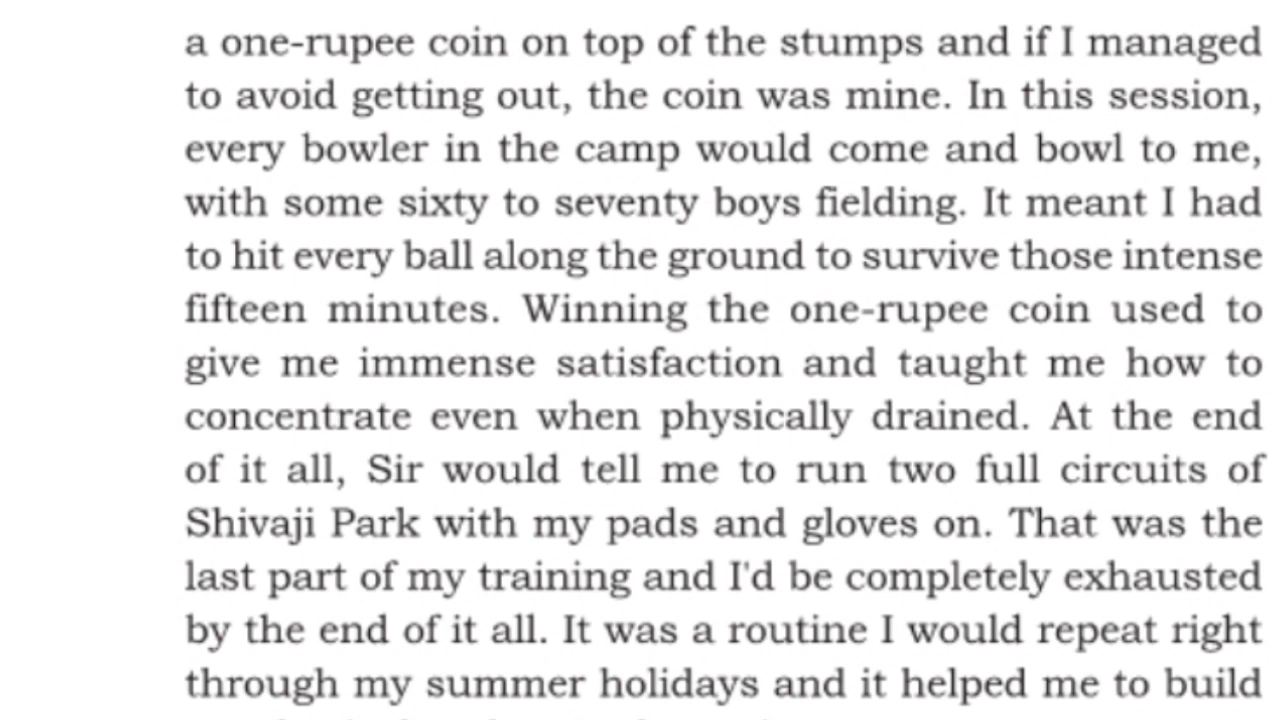 a one-rupee coin on top of the stumps and if I managed
to avoid getting out, the coin was mine. In this session,
every bowler in the camp would come and bowl to me,
with some sixty to seventy boys fielding. It meant I had
to hit every ball along the ground to survive those intense
fifteen minutes. Winning the one-rupee coin used to
give me immense satisfaction and taught me how to
concentrate even when physically drained. At the end
of it all, Sir would tell me to run two full circuits of
Shivaji Park with my pads and gloves on. That was the
last part of my training and I'd be completely exhausted
by the end of it all. It was a routine I would repeat right
through my summer holidays and it helped me to build